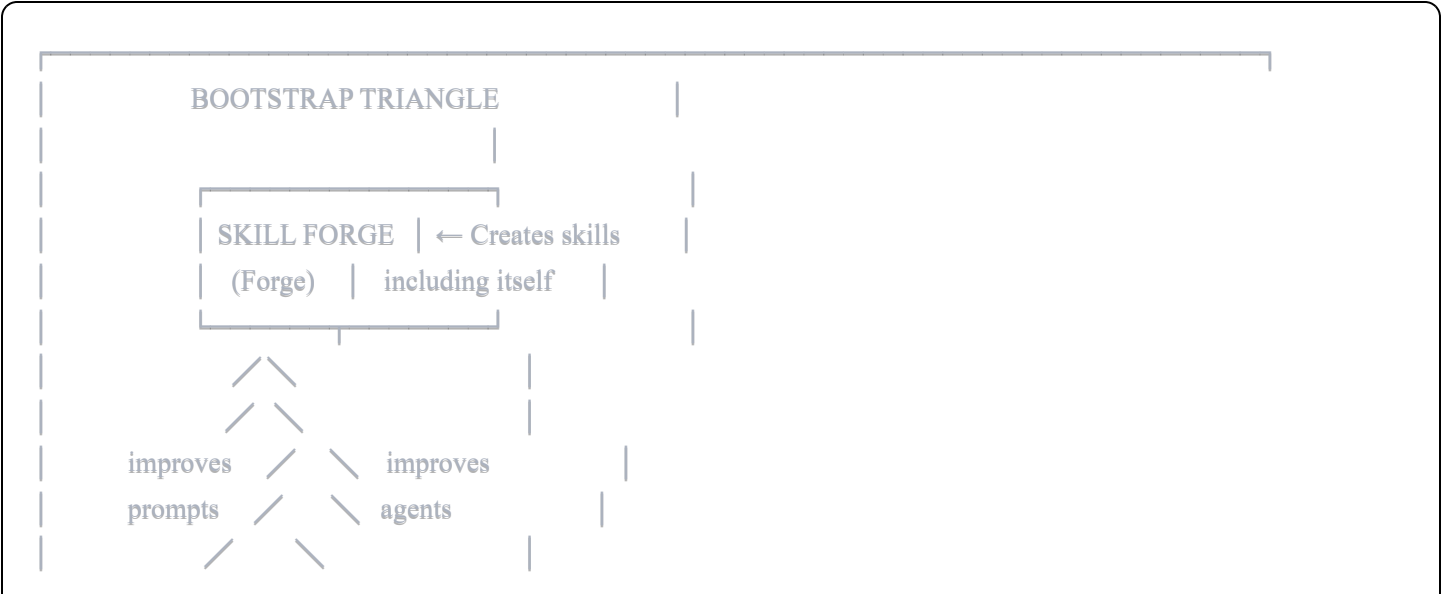 BOOTSTRAP TRIANGLE
SKILL FORGE ← Creates skills
(Forge) including itself
improves improves
prompts agents